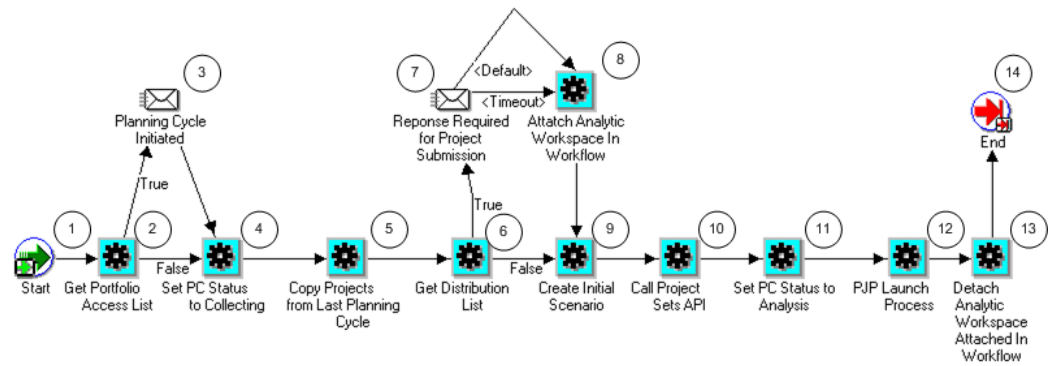 3
7
8
14
<Default>
<Timeout>
Planning Cycle
Initiated
Reponse Required
for Project
Submission
Attatch Analytic
Workspace In
Workflow
End
True
True
1
2
4
5
6
9
10
11
12
13
False
False
Start
Get Portfolio
Access List
Set PC Status
to Collecting
Copy Projects
from Last Planning
Cycle
Get Distribution
List
Create Initial
Scenario
Call Project
Sets API
Set PC Status to
Analysis
PJP Launch
Process
Detach
Analytic
Workspace
Attached In
Workflow